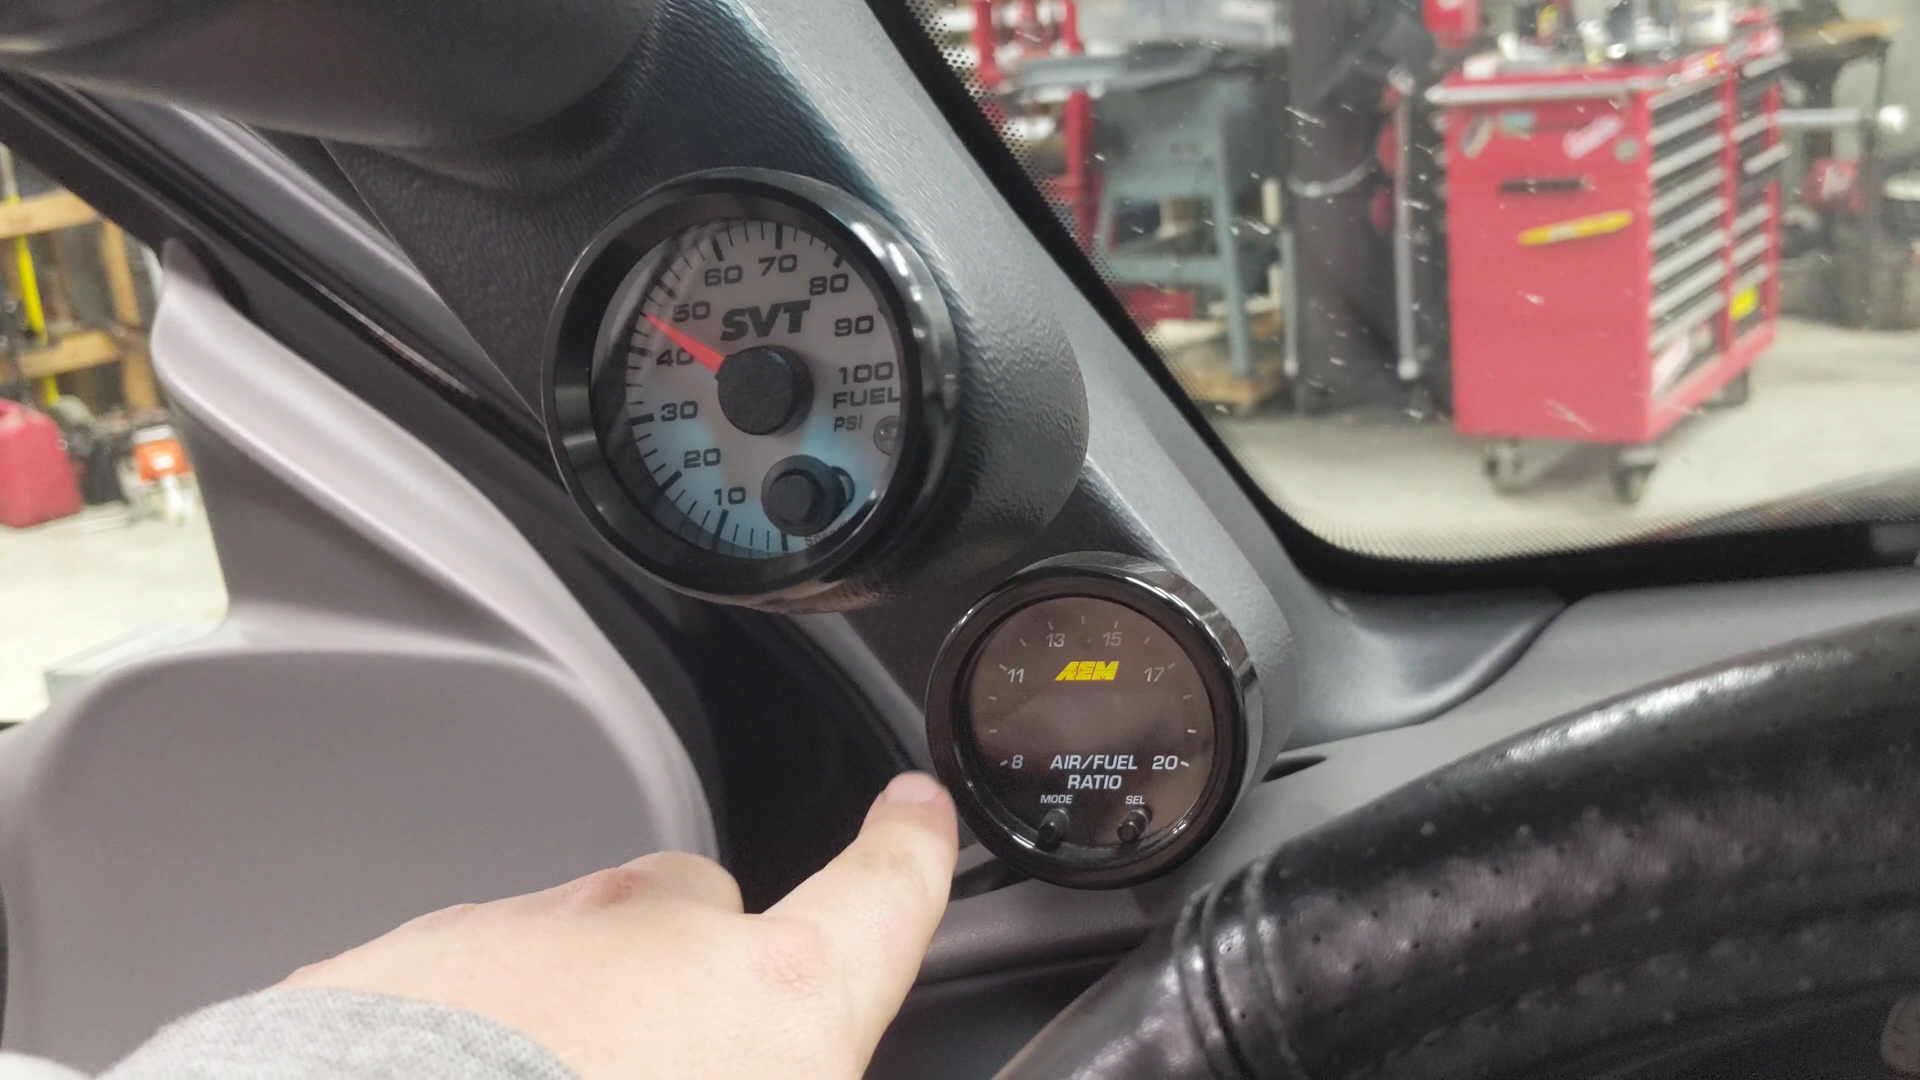 60 70
50 80
SVT
90
40
100
30 FUEL
PSI
20
10
13 15
11 AEM 17
8 AIR/FUEL 20
RATIO
MODE SEL